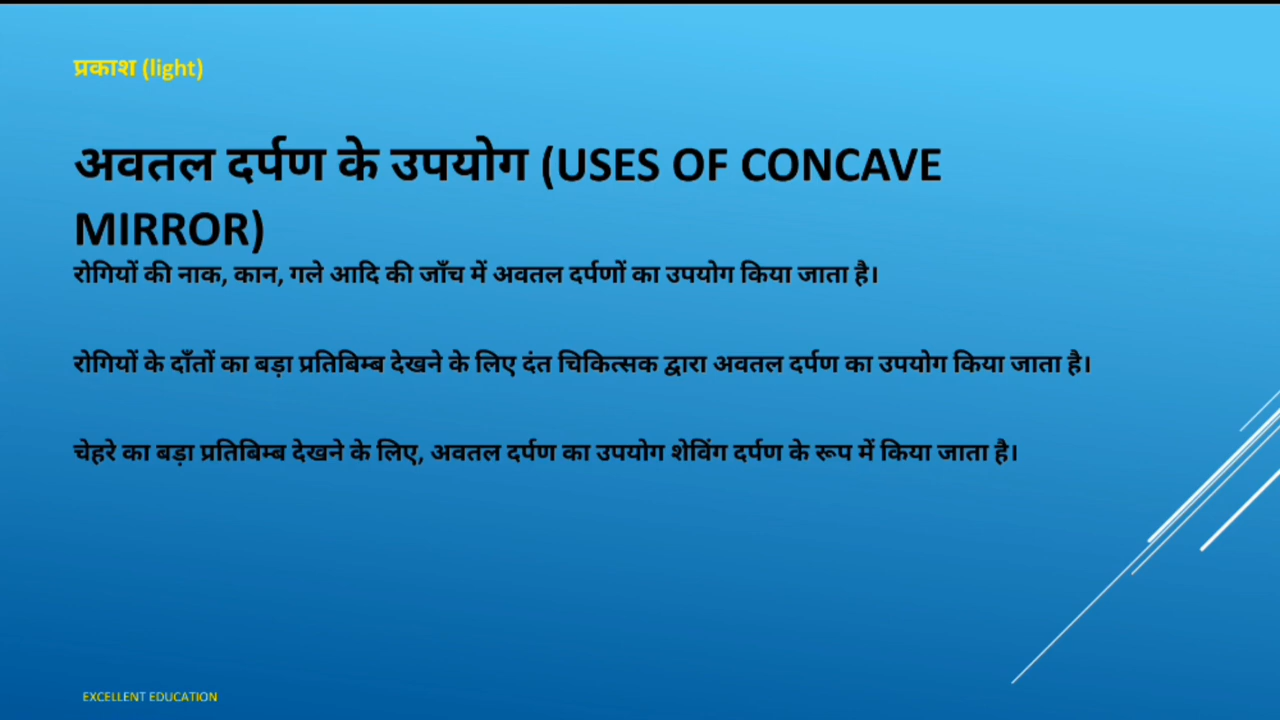 प्रकाश (light)
अवतल दर्पण के उपयोग (USES OF CONCAVE
MIRROR)
रोगियों की नाक, कान, गले आदि की जाँच में अवतल दर्पणों का उपयोग किया जाता है।
रोगियों के दाँतों का बड़ा प्रतिबिम्ब देखने के लिए दंत चिकित्सक द्वारा अवतल दर्पण का उपयोग किया जाता है।
चेहरे का बड़ा प्रतिबिम्ब देखने के लिए, अवतल दर्पण का उपयोग शेविंग दर्पण के रूप में किया जाता है।
EXCELLENT EDUCATION